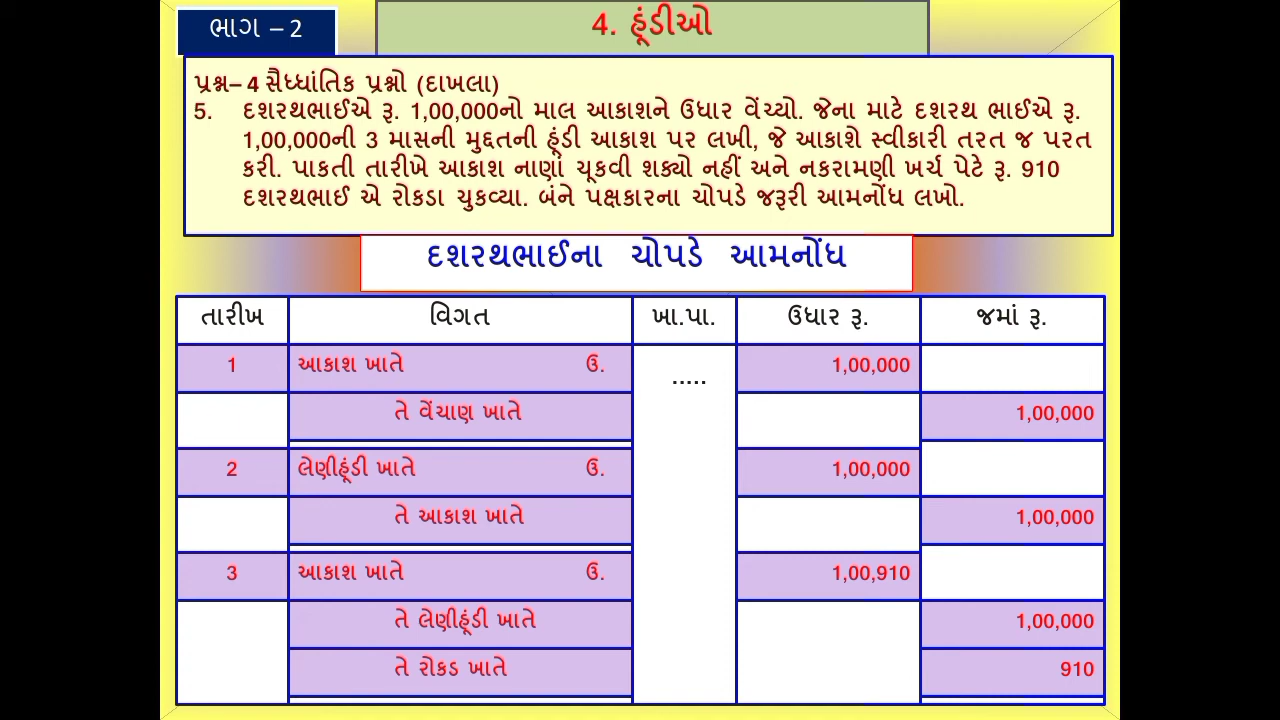 ભાગ – 2
4. હૂંડીઓ
પ્રશ્ન– 4 સૈધ્ધાંતિક પ્રશ્નો (દાખલા)
5. દશરથભાઈએ રૂ. 1,00,000નો માલ આકાશને ઉધાર વેંચ્યો. જેના માટે દશરથ ભાઈએ રૂ.
1,00,000ની 3 માસની મુદ્દતની હૂંડી આકાશ પર લખી, જે આકાશે સ્વીકારી તરત જ પરત
કરી. પાકતી તારીખે આકાશ નાણાં ચૂકવી શક્યો નહીં અને નકરામણી ખર્ચ પેટે રૂ. 910
દશરથભાઈ એ રોકડા ચુકવ્યા. બંને પક્ષકારના ચોપડે જરૂરી આમનોંધ લખો.
દશરથભાઈના ચોપડે આમનોંધ
તારીખ વિગત ખા.પા. ઉધાર રૂ. જમાં રૂ.
1 આકાશ ખાતે ઉ. ..... 1,00,000
તે વેંચાણ ખાતે 1,00,000
2 લેણીહૂંડી ખાતે ઉ. 1,00,000
તે આકાશ ખાતે 1,00,000
3 આકાશ ખાતે ઉ. 1,00,910
તે લેણીહૂંડી ખાતે 1,00,000
તે રોકડ ખાતે 910